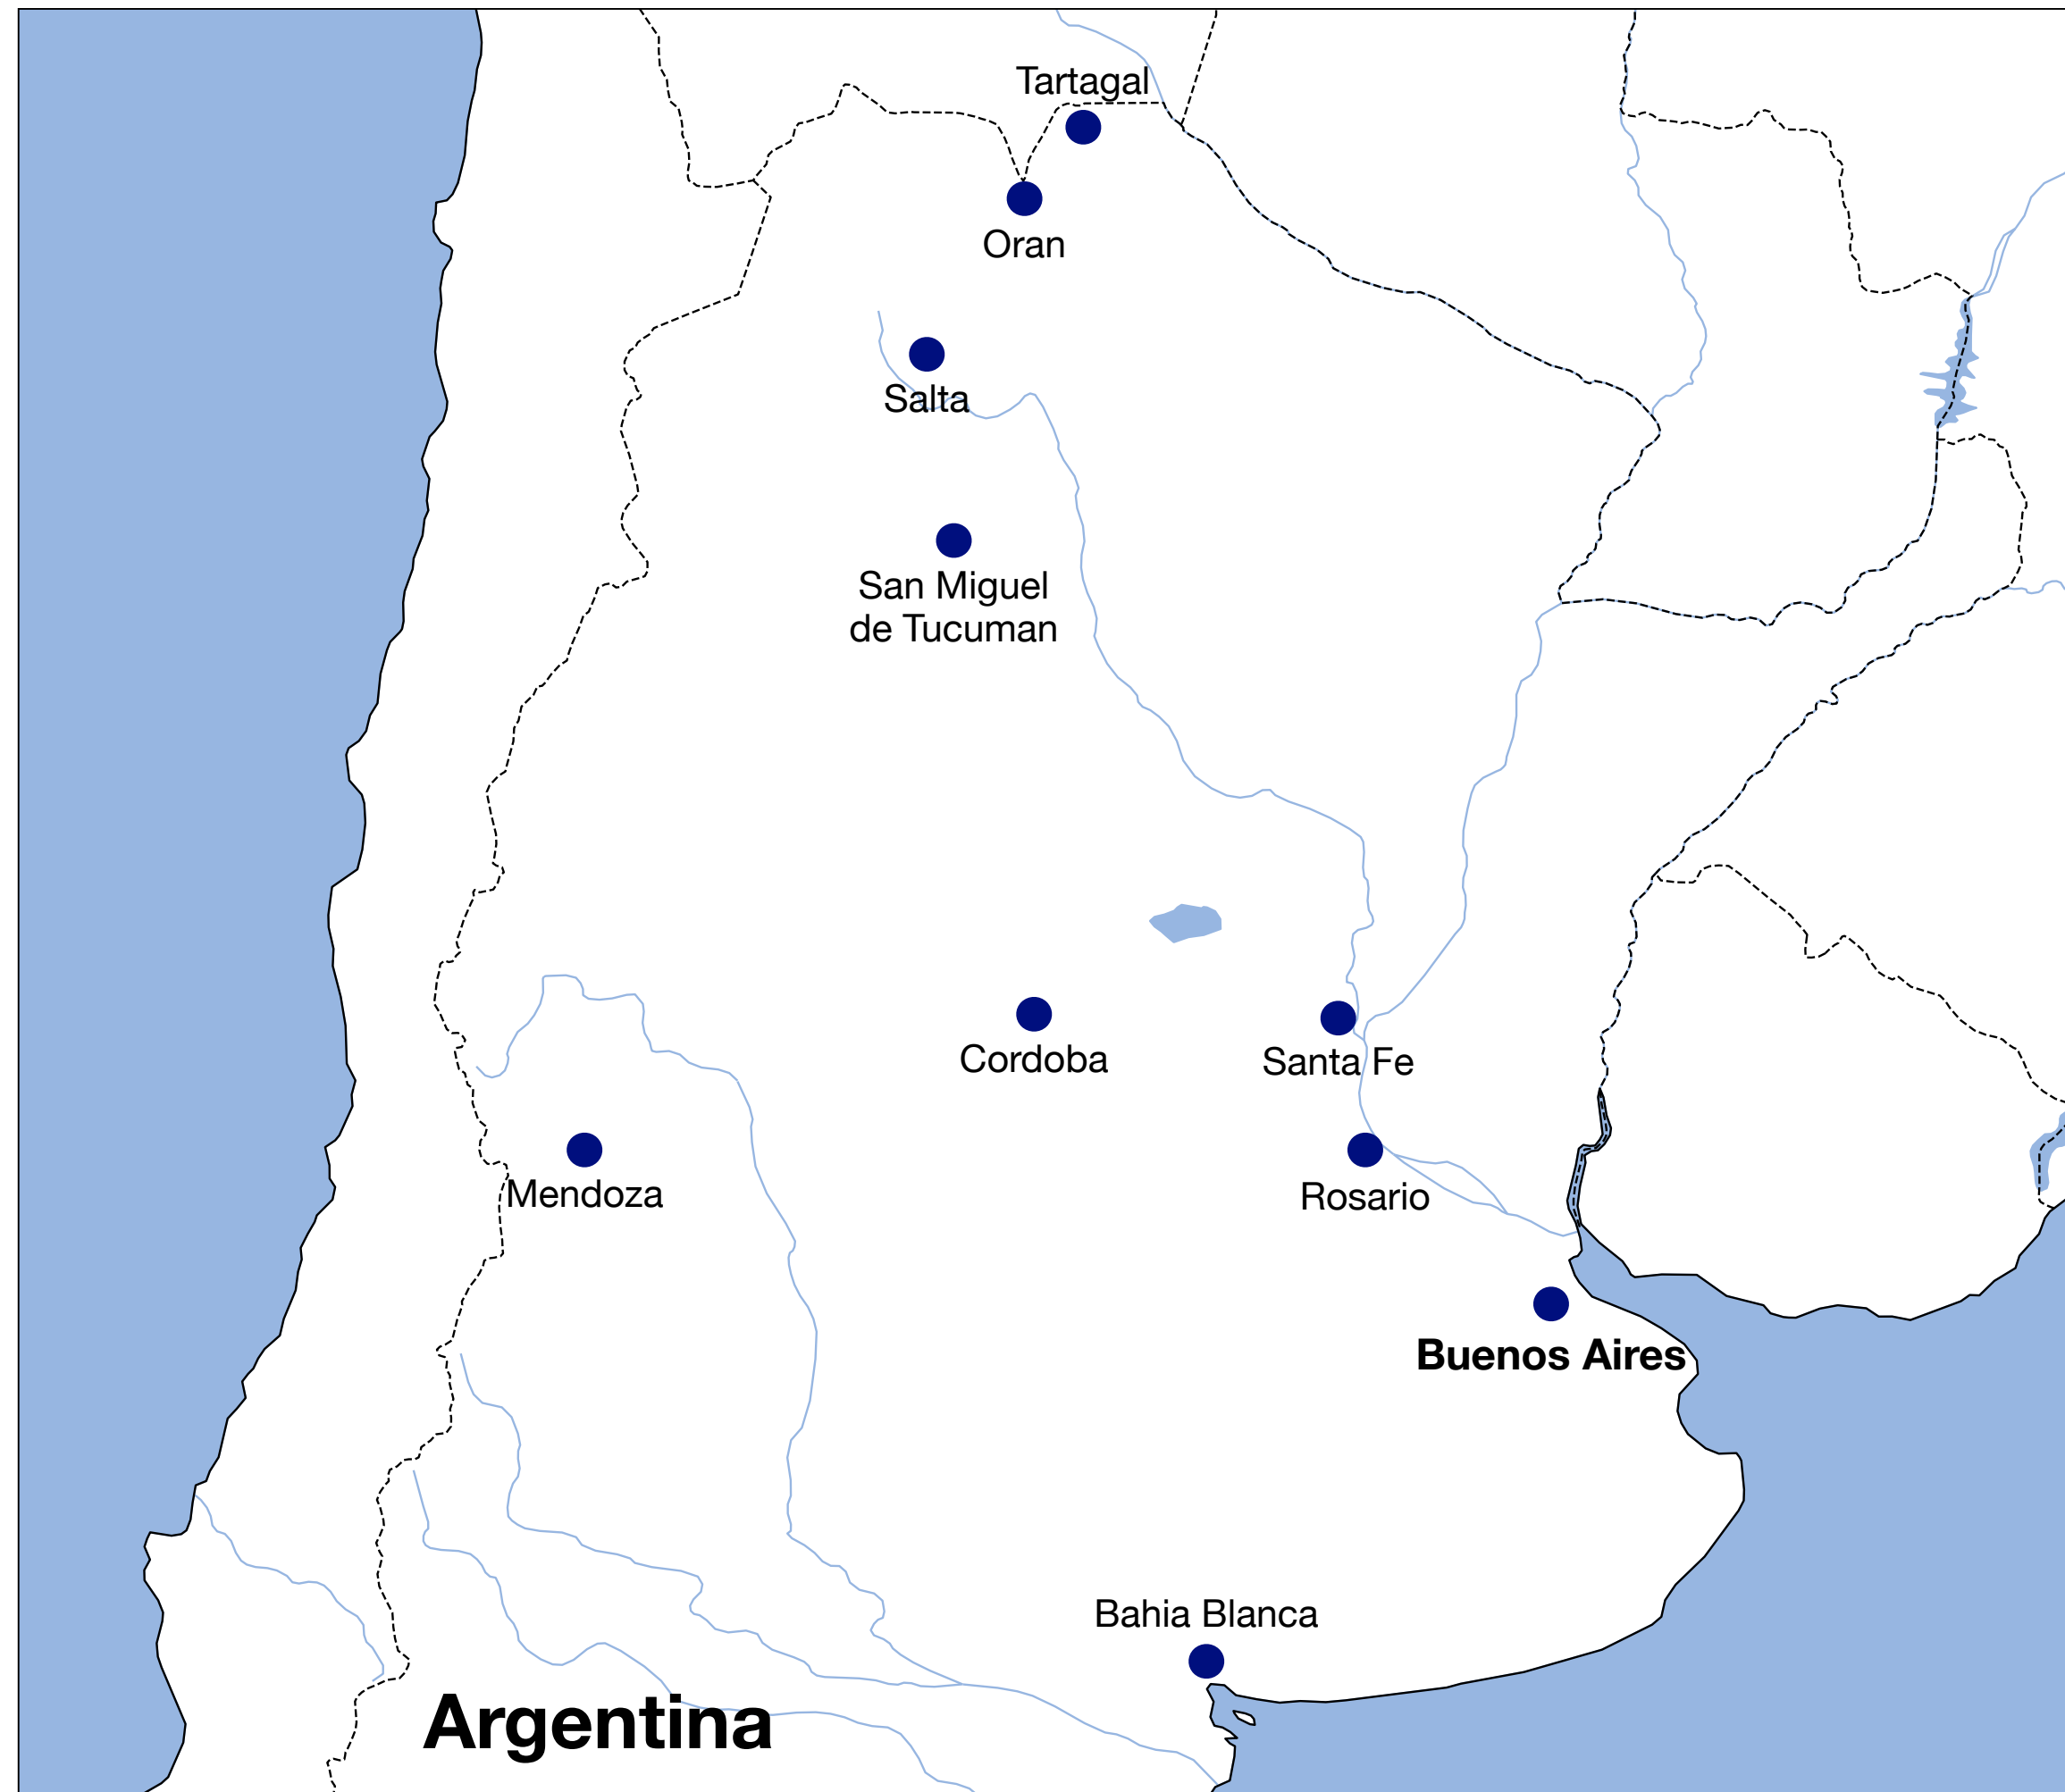 Tartagal
Oran
Salta
San Miguel
de Tucuman
Cordoba
Santa Fe
Mendoza
Rosario
Buenos Aires
Bahia Blanca
Argentina